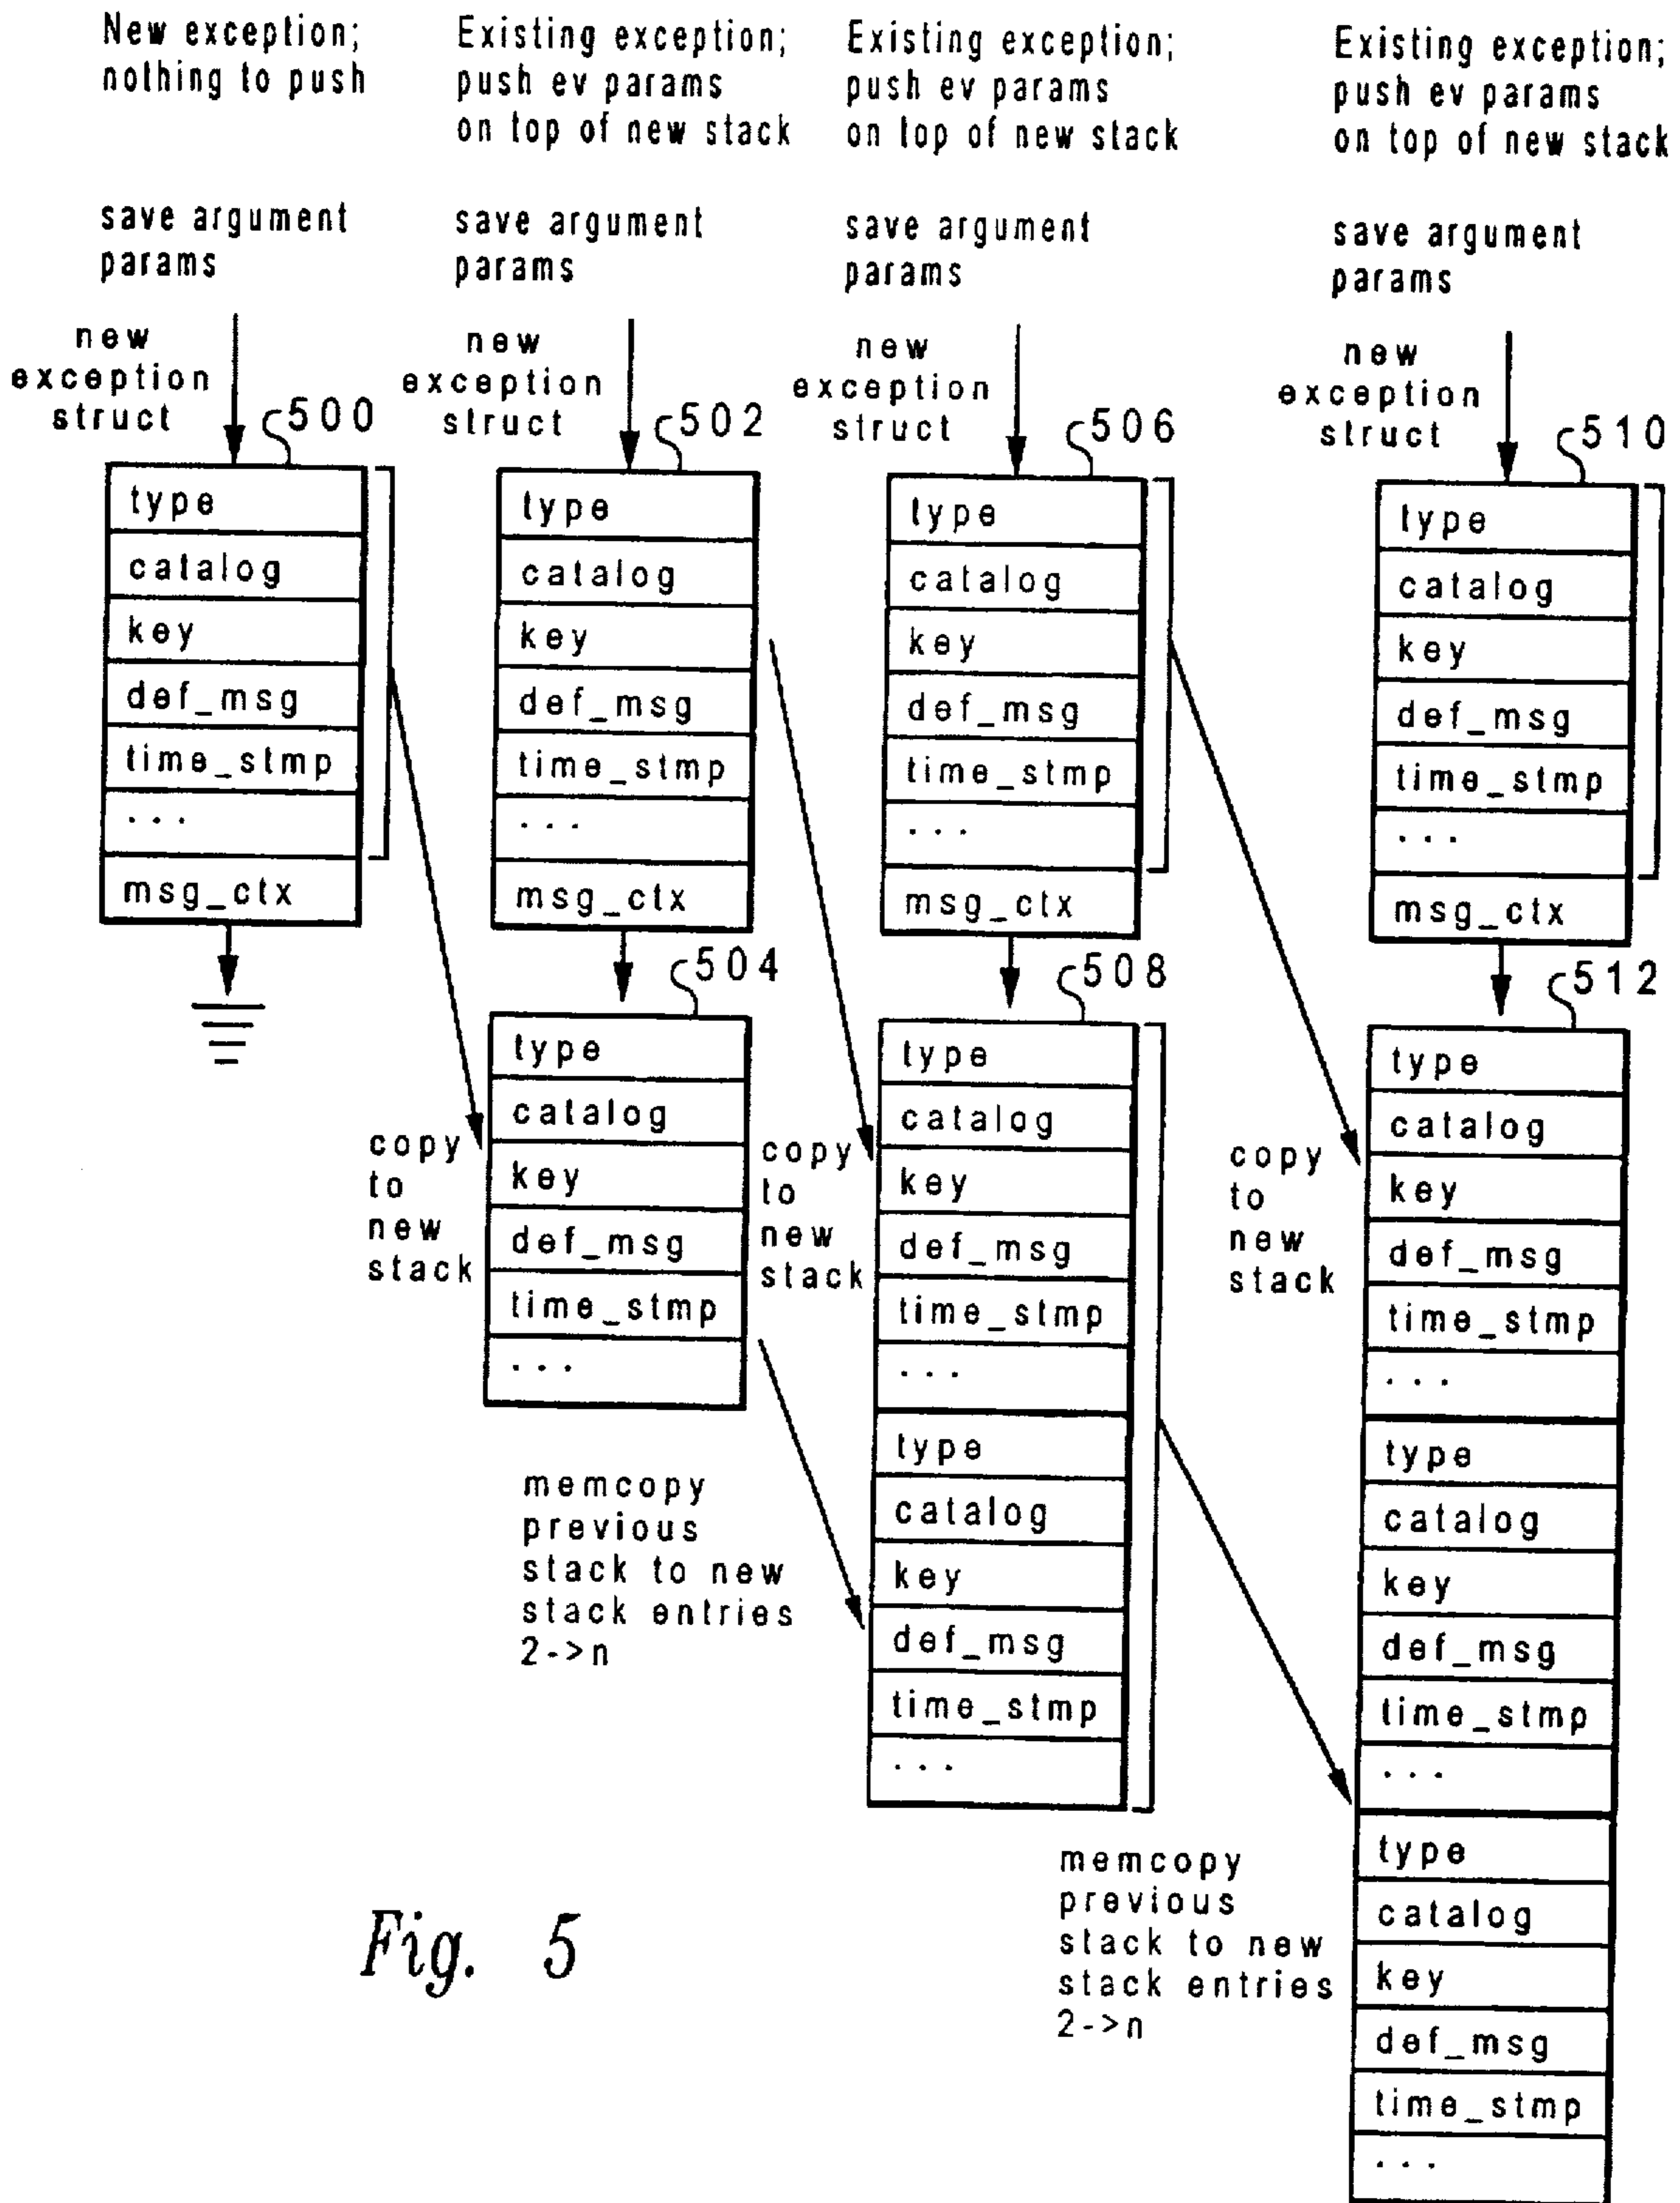 New exception;
nothing to push
save argument
params
new
exception
struct
500
type
catalog
key
def_msg
time_stmp
...
msg_ctx
Existing exception;
push ev params
on top of new stack
save argument
params
new
exception
struct
502
type
catalog
key
def_msg
time_stmp
...
msg_ctx
504
copy
to
new
stack
type
catalog
key
def_msg
time_stmp
...
Existing exception;
push ev params
on top of new stack
save argument
params
new
exception
struct
506
type
catalog
key
def_msg
time_stmp
...
msg_ctx
508
copy
to
new
stack
type
catalog
key
def_msg
time_stmp
...
memcopy
previous
stack to new
stack entries
2->n
type
catalog
key
def_msg
time_stmp
...
Existing exception;
push ev params
on top of new stack
save argument
params
new
exception
struct
510
type
catalog
key
def_msg
time_stmp
...
msg_ctx
512
copy
to
new
stack
type
catalog
key
def_msg
time_stmp
...
type
catalog
key
def_msg
time_stmp
...
memcopy
previous
stack to new
stack entries
2->n
type
catalog
key
def_msg
time_stmp
...
Fig. 5